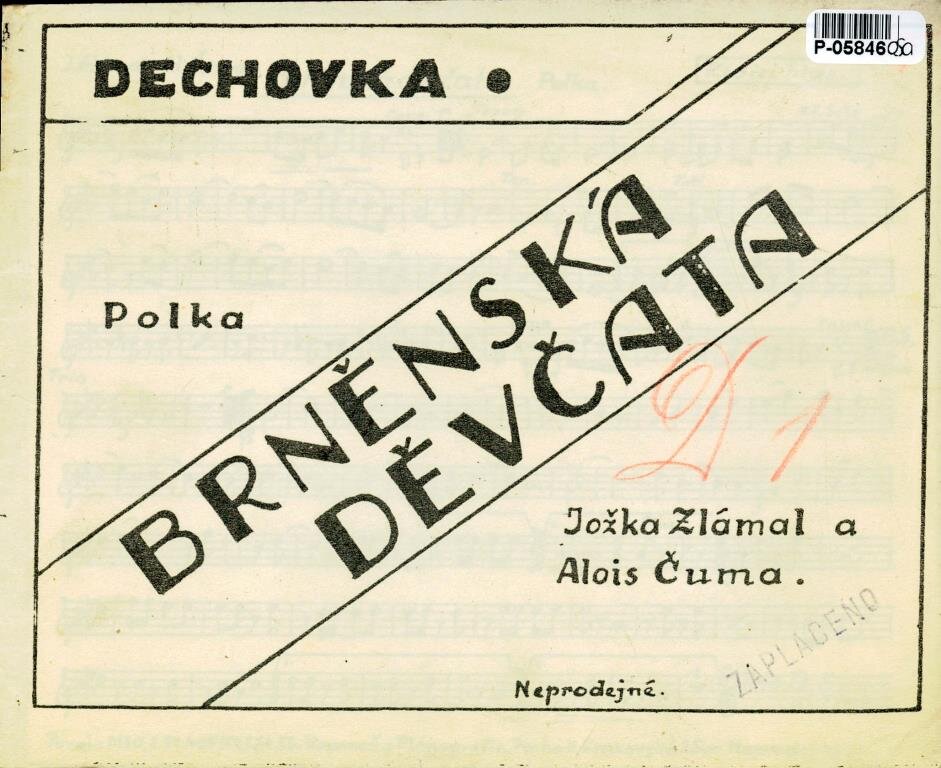 P-05846
DECHOVKA •
Polka
BRNĚNSKÁ
DĚVČATA
Jožka Zlámal a
Alois Čuma.
ZAPLACENO
Neprodejné.